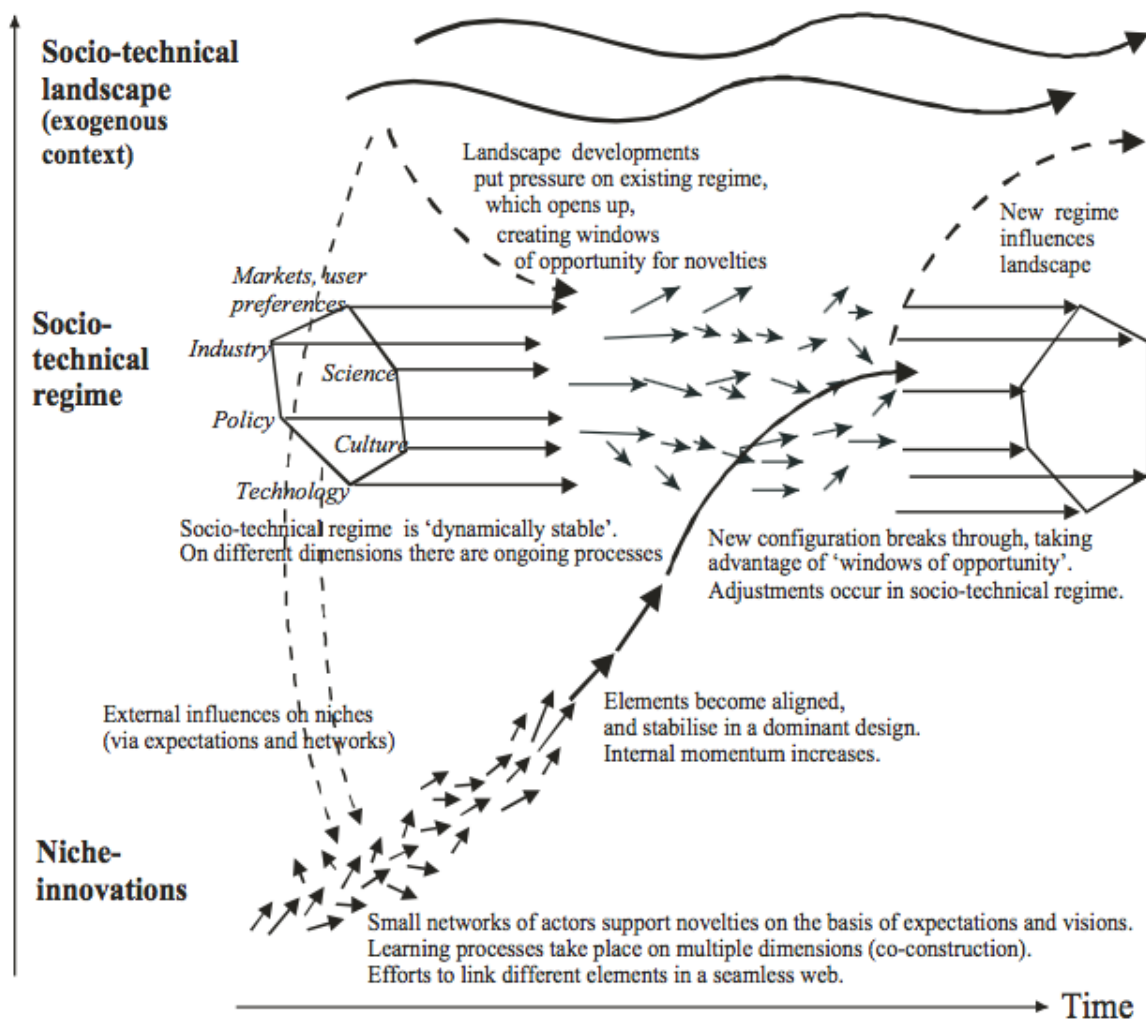 Socio-technical
landscape
(exogenous
context)
Landscape developments
put pressure on existing regime,
which opens up,
creating windows
of opportunity for novelties
New regime
influences
landscape
Markets, user
preferences
Socio-
technical
regime
Industry
Science
Policy
Culture
Technology
Socio-technical regime is ‘dynamically stable’.
On different dimensions there are ongoing processes
New configuration breaks through, taking
advantage of ‘windows of opportunity’.
Adjustments occur in socio-technical regime.
External influences on niches
(via expectations and networks)
Elements become aligned,
and stabilise in a dominant design.
Internal momentum increases.
Niche-
innovations
Small networks of actors support novelties on the basis of expectations and visions.
Learning processes take place on multiple dimensions (co-construction).
Efforts to link different elements in a seamless web.
Time